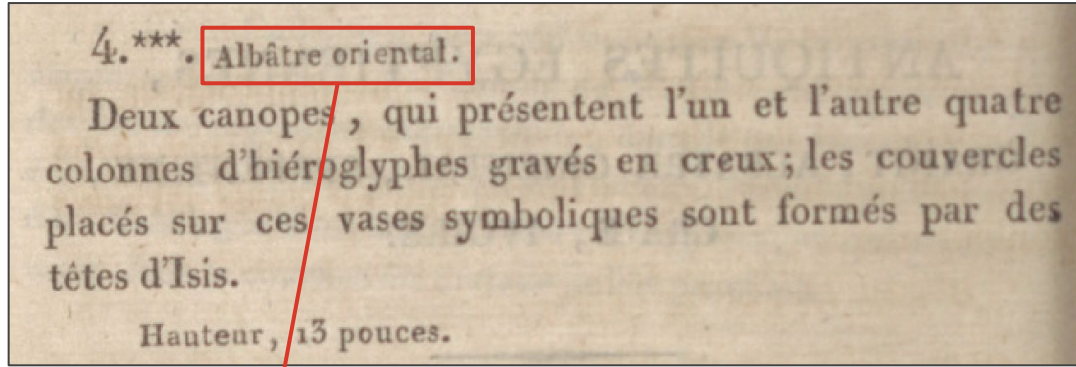 4.***. Albâtre oriental.
Deux canopes, qui présentent l'un et l'autre quatre
colonnes d'hiéroglyphes gravés en creux; les couvercles
placés sur ces vases symboliques sont formés par des
têtes d'Isis.
Hauteur, 13 pouces.